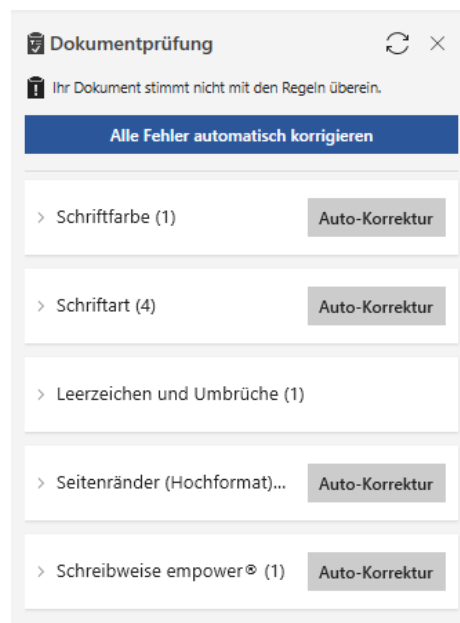 Dokumentprüfung
Ihr Dokument stimmt nicht mit den Regeln überein.
Alle Fehler automatisch korrigieren
Schriftfarbe (1) Auto-Korrektur
Schriftart (4) Auto-Korrektur
Leerzeichen und Umbrüche (1)
Seitenränder (Hochformat)... Auto-Korrektur
Schreibweise empower® (1) Auto-Korrektur